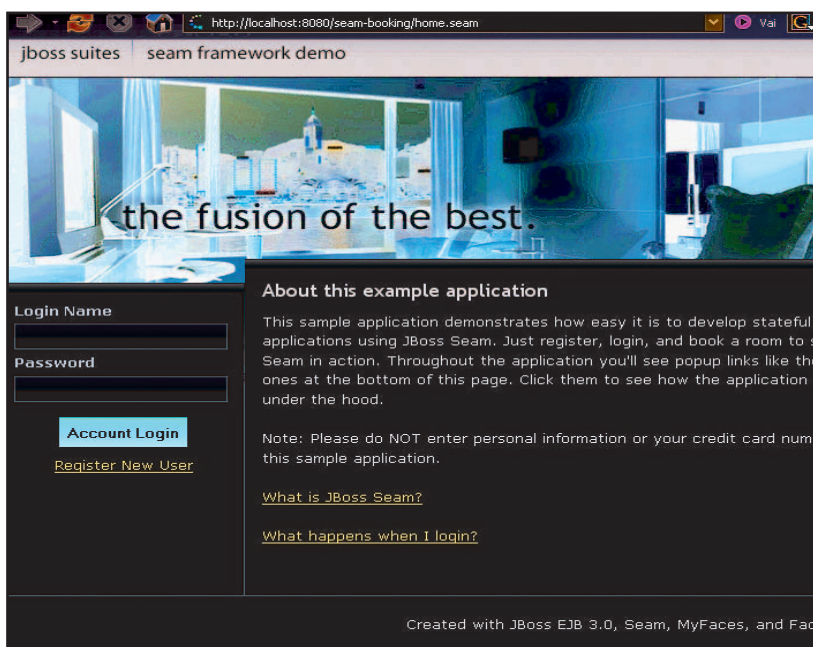 http://localhost:8080/seam-booking/home.seam Vai
jboss suites seam framework demo
the fusion of the best.
About this example application
Login Name
This sample application demonstrates how easy it is to develop stateful
applications using JBoss Seam. Just register, login, and book a room to s
Password
Seam in action. Throughout the application you'll see popup links like the
ones at the bottom of this page. Click them to see how the application
under the hood.
Account Login
Note: Please do NOT enter personal information or your credit card num
Register New User
this sample application.
What is JBoss Seam?
What happens when I login?
Created with JBoss EJB 3.0, Seam, MyFaces, and Fac